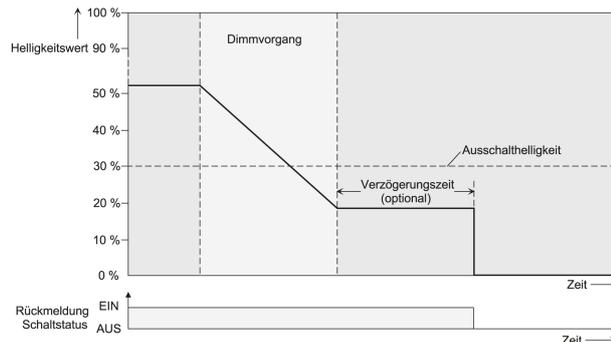 100 %
Helligkeitswert
90 %
Dimmvorgang
50 %
40 %
Ausschalthelligkeit
30 %
Verzögerungszeit
(optional)
20 %
10 %
0 %
Zeit
Rückmeldung
Schaltstatus
EIN
AUS
Zeit